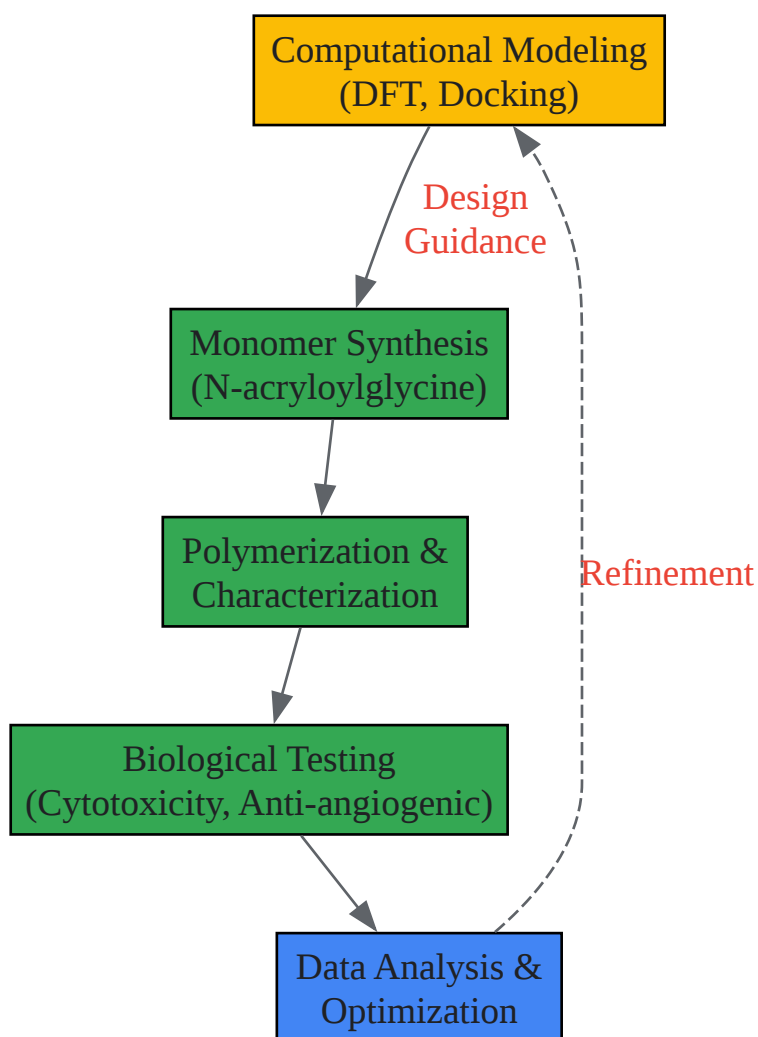 Computational Modeling
(DFT, Docking)
Design
Guidance
Monomer Synthesis
(N-acryloylglycine)
Polymerization &
Characterization
Refinement
Biological Testing
(Cytotoxicity, Anti-angiogenic)
Data Analysis &
Optimization